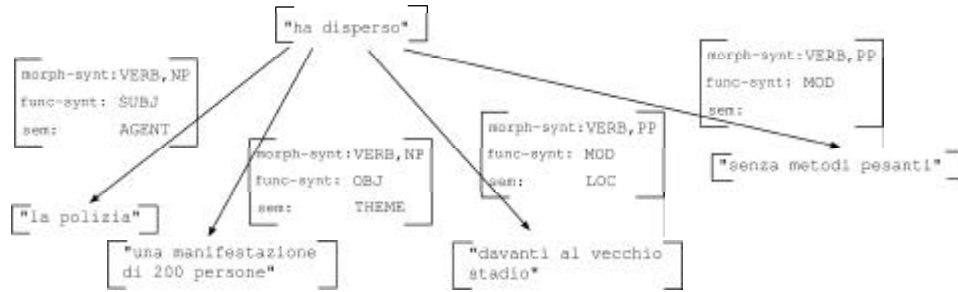 "ha disperso"
morph-synt:VERB,NP
func-synt: SUBJ
sem: AGENT
morph-synt:VERB,PP
func-synt: MOD
sem:
morph-synt:VERB,NP
func-synt: OBJ
sem: THEME
morph-synt:VERB,PP
func-synt: MOD
sem: LOC
"senza metodi pesanti"
"la polizia"
"una manifestazione
di 200 persone"
"davanti al vecchio
stadio"